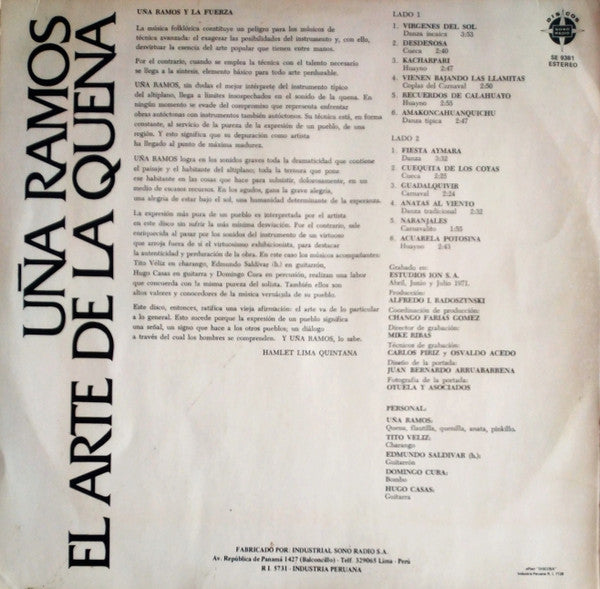 UÑA RAMOS
EL ARTE DE LA QUENA
UÑA RAMOS Y LA FUERZA
La música folklórica constituye un peligro para los músicos de
técnica avanzada: el exagerar las posibilidades del instrumento y, con ello,
desvirtuar la esencia del arte popular que tienen entre manos.
Por el contrario, cuando se emplea la técnica con el talento necesario
se llega a la síntesis, elemento básico para todo arte perdurable.
UÑA RAMOS, sin dudas el mejor intérprete del instrumento típico
del altiplano, llega a límites insospechados en el sonido de la quena. En
ningún momento se evade del compromiso que representa enfrentar
obras autóctonas con instrumentos también autóctonos. Su técnica está, en forma
constante, al servicio de la pureza de la expresión de un pueblo, de una
región. Y esto significa que su depuración como artista
ha llegado al punto de máxima madurez.
UÑA RAMOS logra en los sonidos graves toda la dramaticidad que contiene
el paisaje y el habitante del altiplano, toda la ternura que pone
ese habitante en las cosas que hace para subsistir, dolorosamente, en un
medio de escasos recursos. En los agudos, gana la grave alegría,
una alegría de estar bajo el sol, una humanidad determinante de la esperanza.
La expresión más pura de un pueblo es interpretada por el artista
en este disco sin sufrir la más mínima desviación. Por el contrario, sale
enriquecida al pasar por los sonidos del instrumento de un virtuoso
que arroja fuera de sí el virtuosismo exhibicionista, para destacar
la autenticidad y perduración de la obra. En este caso los músicos acompañantes:
Tito Véliz en charango, Edmundo Saldivar (h.) en guitarrón,
Hugo Casas en guitarra y Domingo Cura en percusión, realizan una labor
que concuerda con la misma pureza del solista. También ellos son
altos valores y conocedores de la música vernácula de su pueblo.
Este disco, entonces, ratifica una vieja afirmación: el arte va de lo particular
a lo general. Esto sucede porque la expresión de un pueblo significa
una señal, un signo que hace a los otros pueblos; un diálogo
a través del cual los hombres se comprenden. Y UÑA RAMOS, lo sabe.
HAMLET LIMA QUINTANA
LADO 1
1. VIRGENES DEL SOL
Danza incaica 3:53
2. DESDEÑOSA
Cueca 2:40
3. KACHARPARI
Huayno 2:47
4. VIENEN BAJANDO LAS LLAMITAS
Coplas del Carnaval 2:50
5. RECUERDOS DE CALAHUATO
Huayno 2:55
6. AMAKONCAHUANQUICHU
Danza típica 2:47
LADO 2
1. FIESTA AYMARA
Danza 3:32
2. CUEQUITA DE LOS COYAS
Cueca 2:25
3. GUADALQUIVIR
Carnaval 2:24
4. ANATAS AL VIENTO
Danza tradicional 2:32
5. NARANJALES
Carnavalito 1:35
6. ACUARELA POTOSINA
Huayno 2:41
Grabado en:
ESTUDIOS ION S.A.
Abril, Junio y Julio 1971.
Producción:
ALFREDO I. RADOSZYNSKI
Coordinación de producción:
CHANGO FARIAS GOMEZ
Director de grabación:
MIKE RIBAS
Técnicos de grabación:
CARLOS PIRIZ y OSVALDO ACEDO
Diseño de la portada:
JUAN BERNARDO ARRUABARRENA
Fotografía de la portada:
OTUELA Y ASOCIADOS
PERSONAL:
UÑA RAMOS:
Quena, flautilla, quenilla, anata, pinkillo.
TITO VELIZ:
Charango
EDMUNDO SALDIVAR (h.):
Guitarrón
DOMINGO CUBA:
Bombo
HUGO CASAS:
Guitarra
SE 9361
ESTEREO
FABRICADO POR: INDUSTRIAL SONO RADIO S.A.
Av. República de Panamá 1427 (Balconcillo) - Telf. 329065 Lima - Perú
R I. 5731 - INDUSTRIA PERUANA